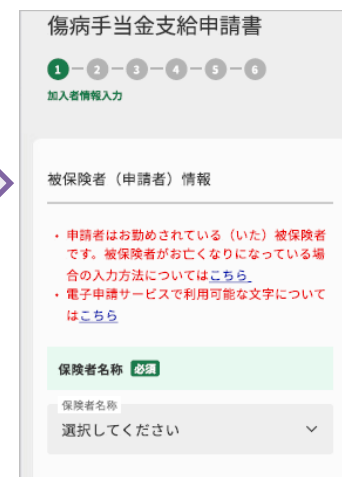 傷病手当金支給申請書
1 2 3 4 5 6
加入者情報入力
被保険者（申請者）情報
・ 申請者はお勤めされている（いた）被保険者
です。被保険者がお亡くなりになっている場
合の入力方法についてはこちら
・ 電子申請サービスで利用可能な文字について
はこちら
保険者名称 必須
保険者名称
選択してください